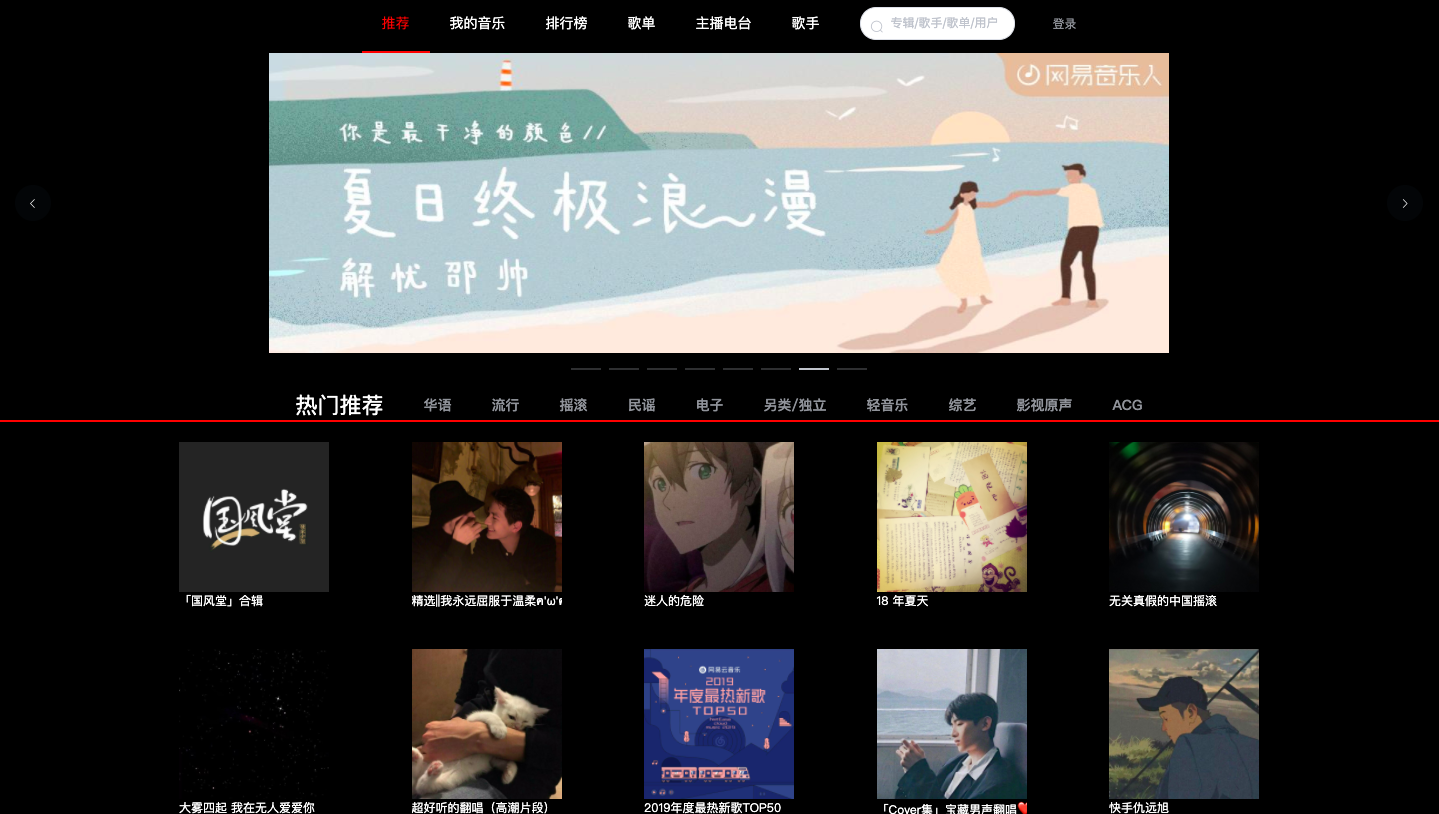 推荐 我的音乐 排行榜 歌单 主播电台 歌手 专辑/歌手/歌单/用户 登录
网易音乐人
你是最干净的颜色//
夏日终极浪漫
解忧邵帅
热门推荐 华语 流行 摇滚 民谣 电子 另类/独立 轻音乐 综艺 影视原声 ACG
国风堂
网易云音乐
2019
年度最热新歌
TOP50
「国风堂」合辑
精选||我永远屈服于温柔ฅ'ω'ฅ
迷人的危险
18 年夏天
无关真假的中国摇滚
大雾四起 我在无人爱爱你
超好听的翻唱（高潮片段）
2019年度最热新歌TOP50
「Cover集」宝藏男声翻唱❤️
快手仇远旭